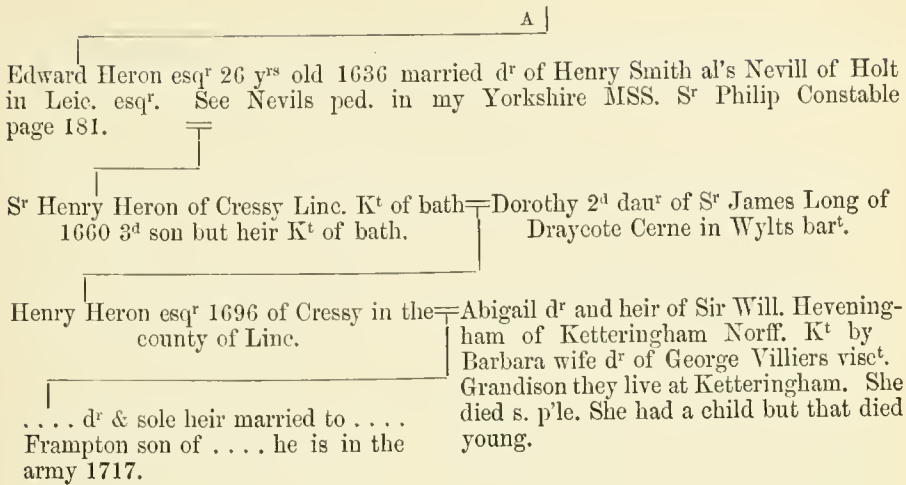 A
Edward Heron esqʳ 26 yʳˢ old 1636 married dʳ of Henry Smith al's Nevill of Holt
in Leic. esqʳ. See Nevils ped. in my Yorkshire MSS. Sʳ Philip Constable
page 181.
Sʳ Henry Heron of Cressy Linc. Kᵗ of bath
1660 3ᵈ son but heir Kᵗ of bath.
Dorothy 2ᵈ dauʳ of Sʳ James Long of
Draycote Cerne in Wylts barᵗ.
Henry Heron esqʳ 1696 of Cressy in the
county of Linc.
Abigail dʳ and heir of Sir Will. Hevening-
ham of Ketteringham Norff. Kᵗ by
Barbara wife dʳ of George Villiers viscᵗ.
Grandison they live at Ketteringham. She
died s. p'le. She had a child but that died
young.
. . . . dʳ & sole heir married to . . . .
Frampton son of . . . . he is in the
army 1717.